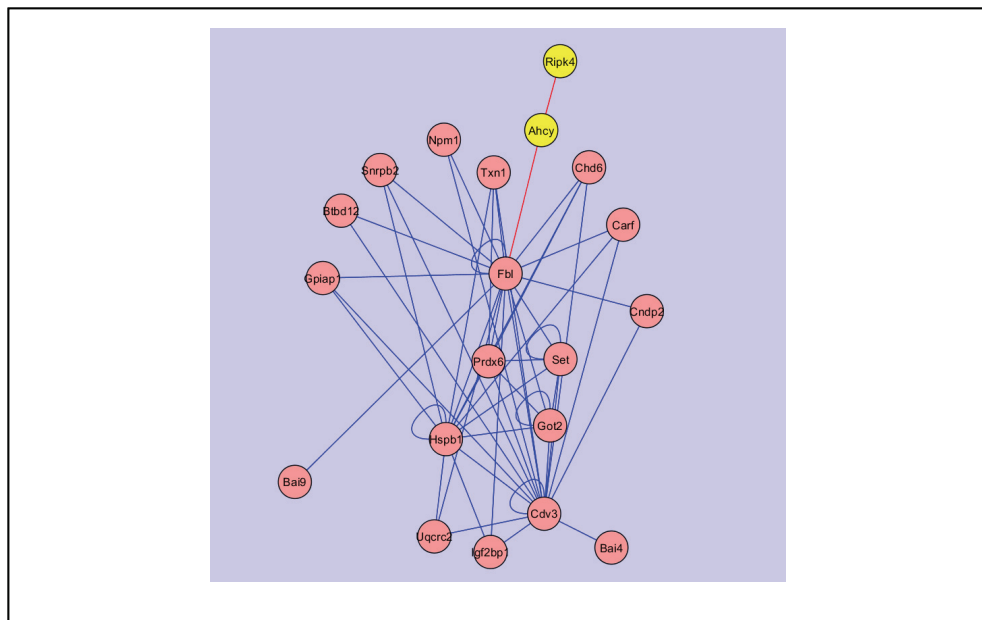 Ripk4
Ahcy
Npm1
Snrpb2
Txn1
Chd6
Btbd12
Carf
Fbl
Gpiap1
Cndp2
Prdx6
Set
Got2
Hspb1
Bai9
Cdv3
Uqcrc2
Igf2bp1
Bai4